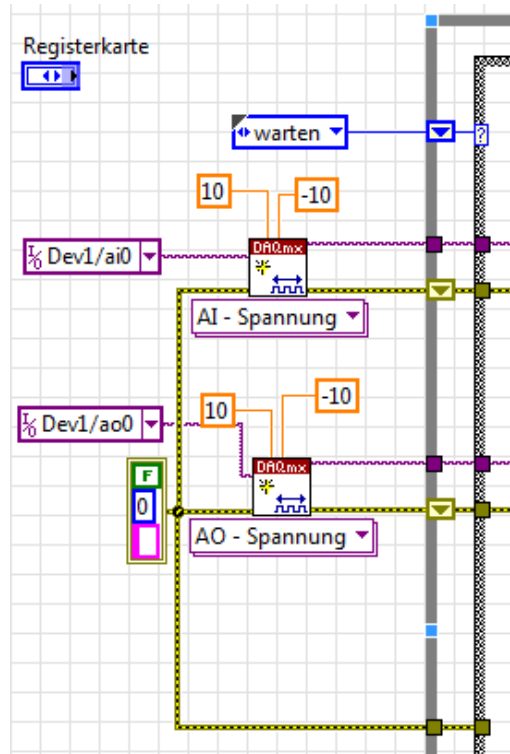 Registerkarte
warten
?
10
-10
DAQmx
I/O Dev1/ai0
AI - Spannung
10
-10
I/O Dev1/ao0
DAQmx
F
0
AO - Spannung